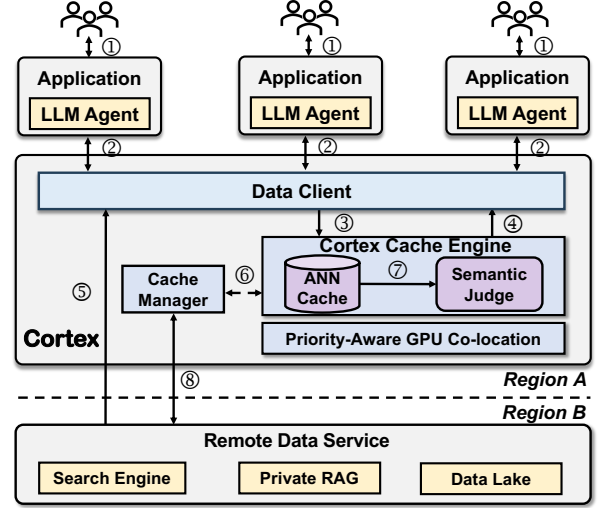 ① ① ①
Application Application Application
LLM Agent LLM Agent LLM Agent
② ② ②
Data Client
③ ④
Cortex Cache Engine
⑤
Cache
Manager
⑥
ANN
Cache
⑦
Semantic
Judge
Cortex
Priority-Aware GPU Co-location
⑧
Region A
Region B
Remote Data Service
Search Engine Private RAG Data Lake